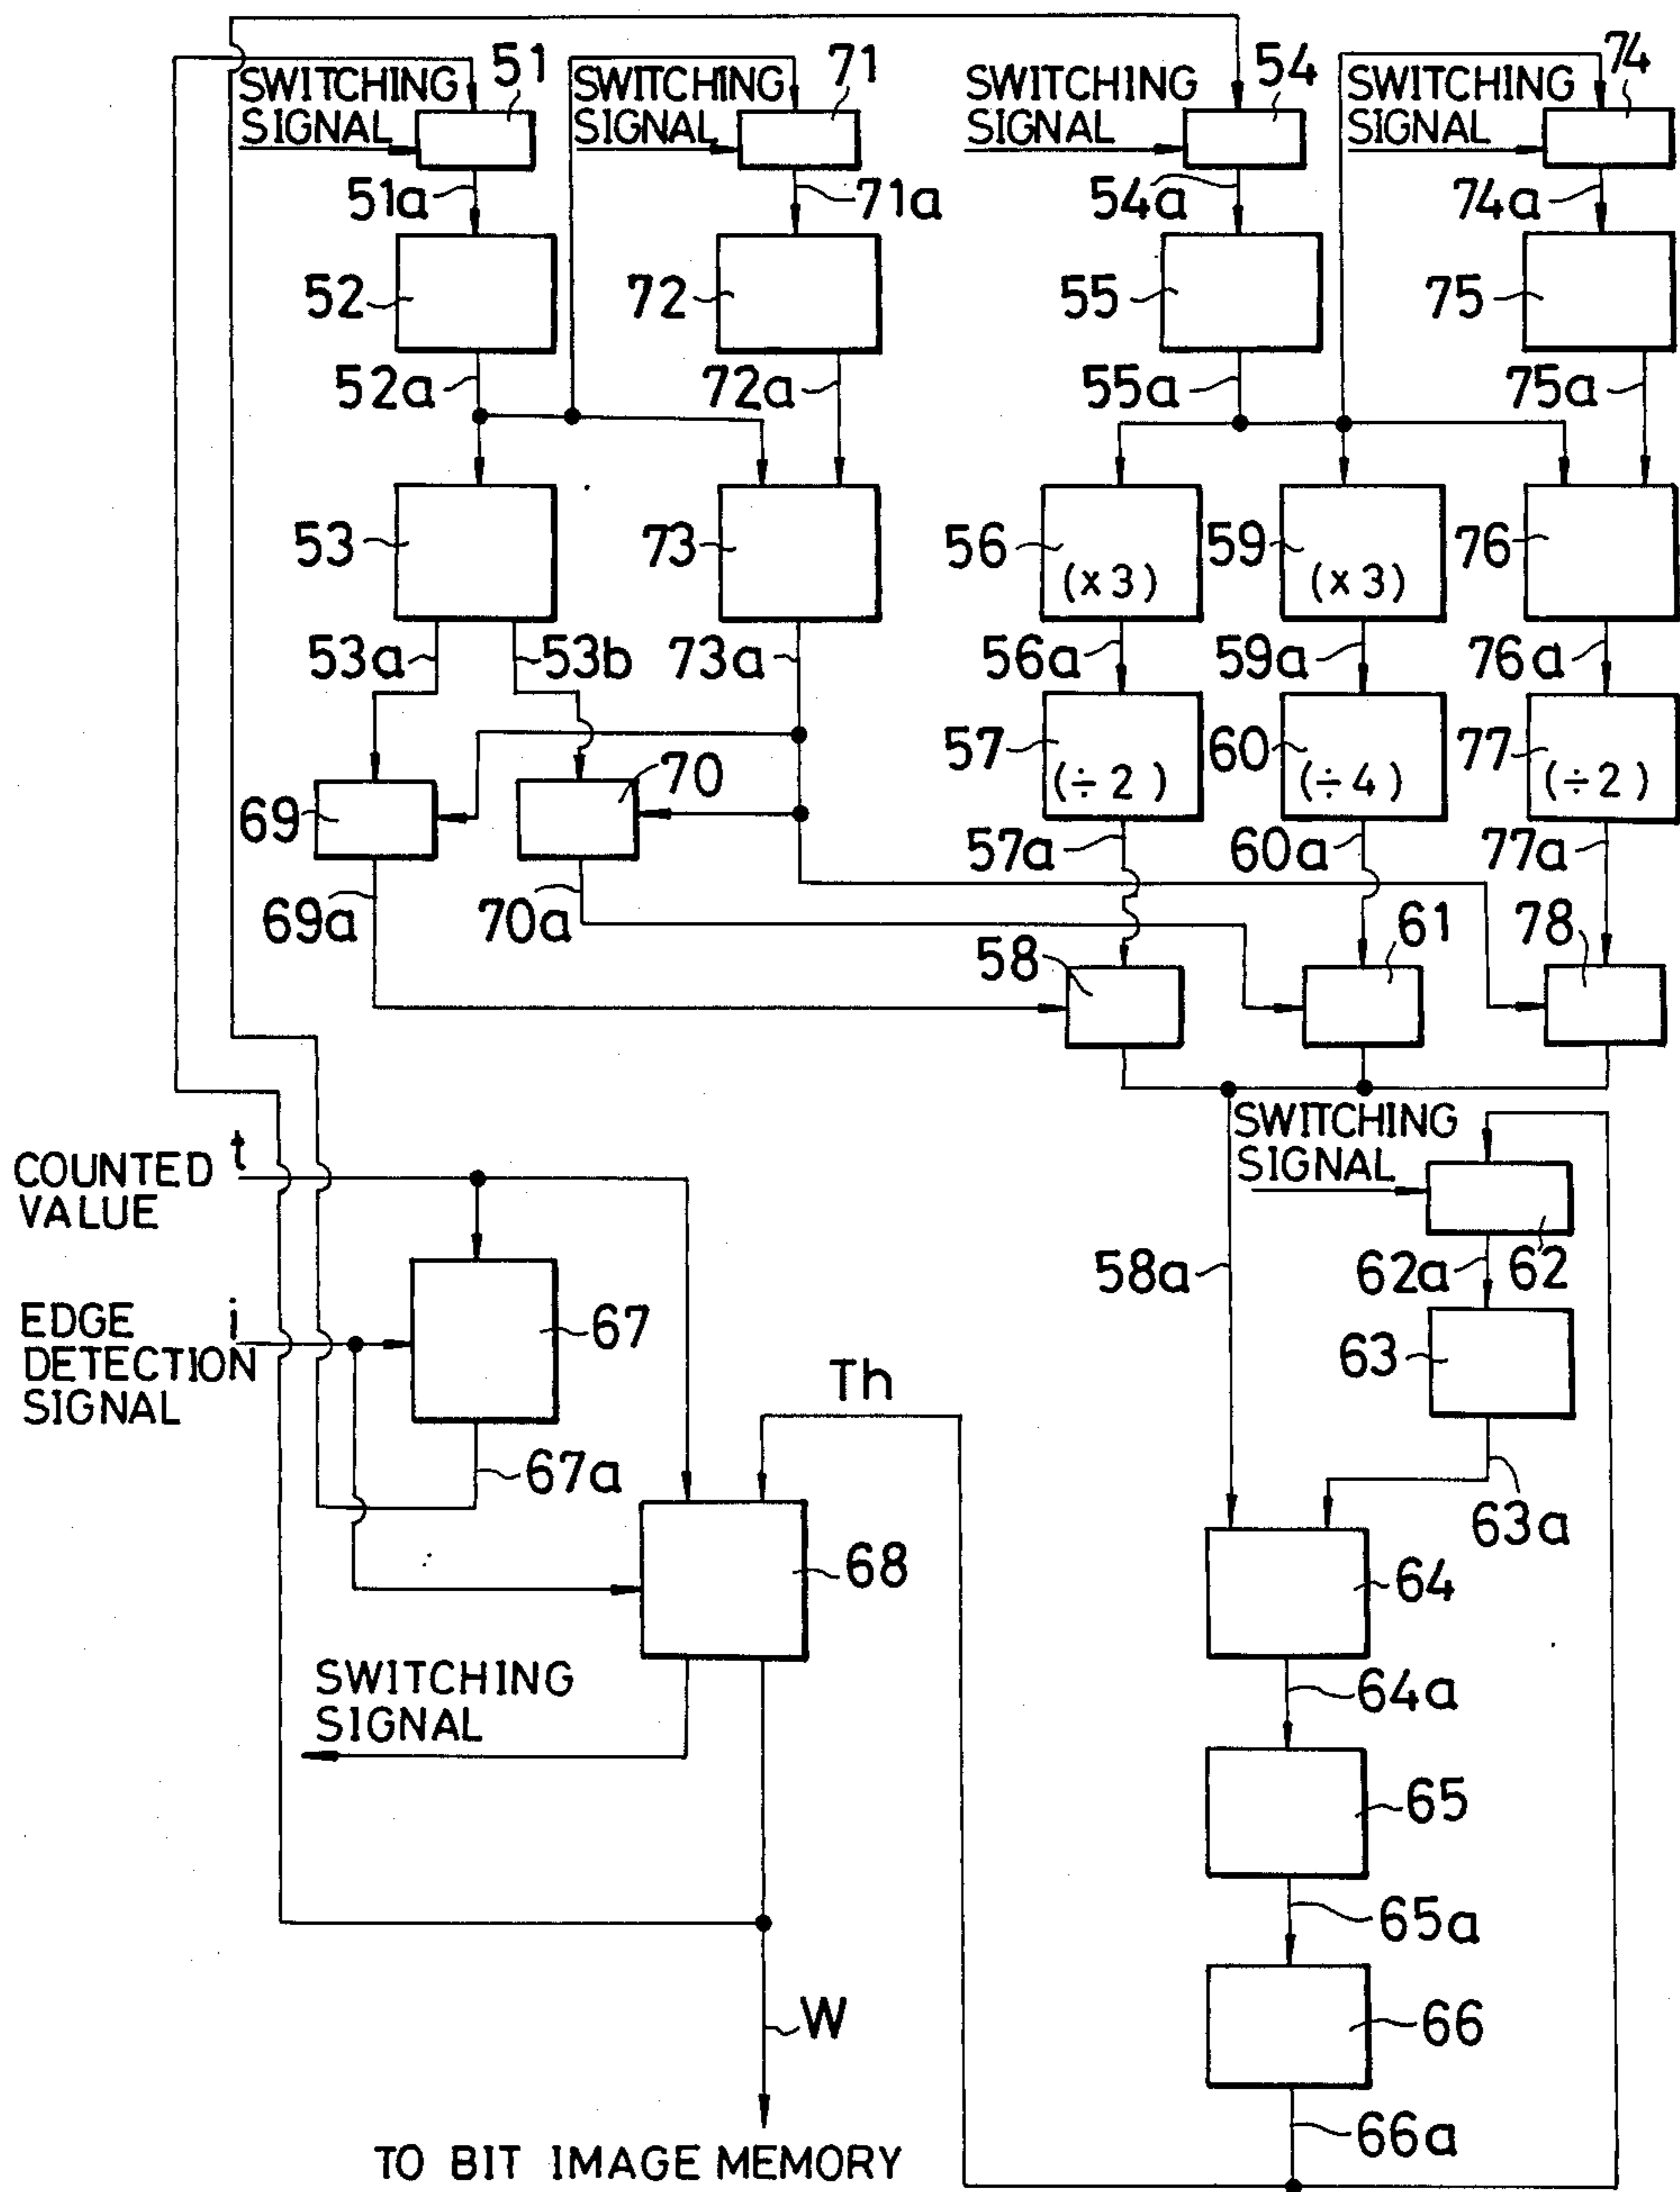 SWITCHING
SIGNAL
51
SWITCHING
SIGNAL
71
SWITCHING
SIGNAL
54
SWITCHING
SIGNAL
74
51a
71a
54a
74a
52
72
55
75
52a
72a
55a
75a
53
73
56
(×3)
59
(×3)
76
53a
53b
73a
56a
59a
76a
69
70
57
(÷2)
60
(÷4)
77
(÷2)
69a
70a
57a
60a
77a
58
61
78
COUNTED
VALUE
t
SWITCHING
SIGNAL
58a
62a
62
EDGE
DETECTION
SIGNAL
i
67
63
Th
67a
63a
68
64
SWITCHING
SIGNAL
64a
65
65a
W
66
66a
TO BIT IMAGE MEMORY